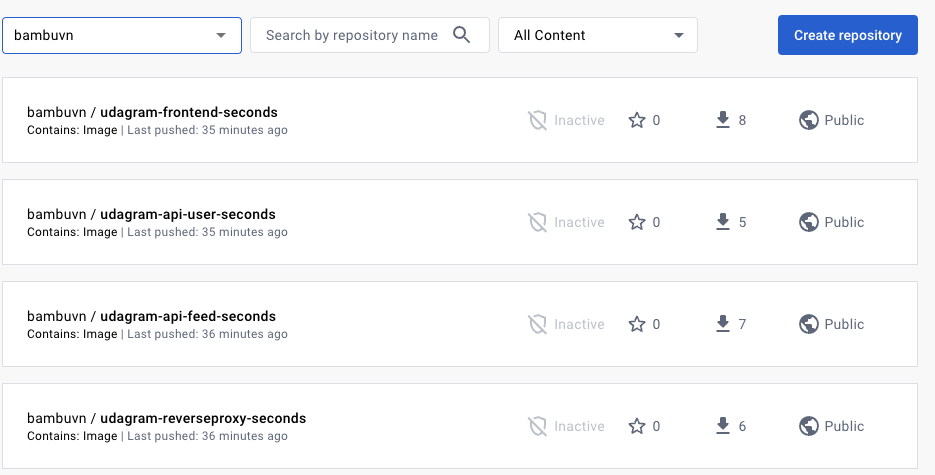 bambuvn Search by repository name All Content Create repository
bambuvn / udagram-frontend-seconds
Contains: Image | Last pushed: 35 minutes ago
Inactive 0 8 Public
bambuvn / udagram-api-user-seconds
Contains: Image | Last pushed: 35 minutes ago
Inactive 0 5 Public
bambuvn / udagram-api-feed-seconds
Contains: Image | Last pushed: 36 minutes ago
Inactive 0 7 Public
bambuvn / udagram-reverseproxy-seconds
Contains: Image | Last pushed: 36 minutes ago
Inactive 0 6 Public